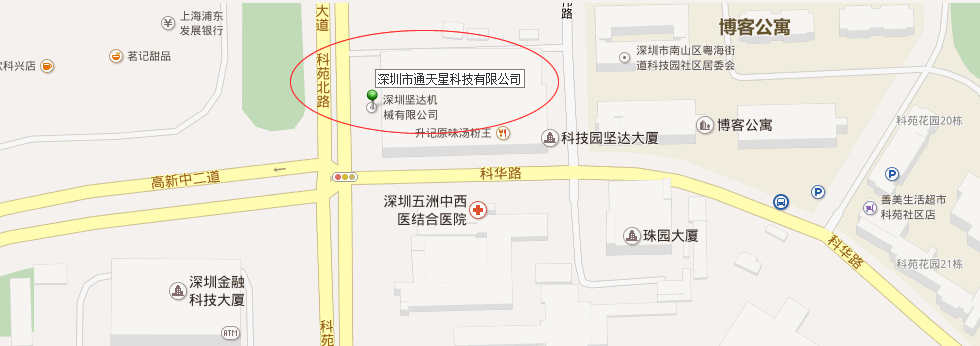 上海浦东
发展银行
茗记甜品
科兴店
大道
科苑北路
深圳市通天星科技有限公司
深圳坚达机
械有限公司
升记原味汤粉王
科技园坚达大厦
博客公寓
深圳市南山区粤海街
道科技园社区居委会
博客公寓
科苑花园20栋
高新中二道
科华路
深圳五洲中西
医结合医院
珠园大厦
善美生活超市
科苑社区店
科华路
科苑花园21栋
深圳金融
科技大厦
ATM
科苑
路